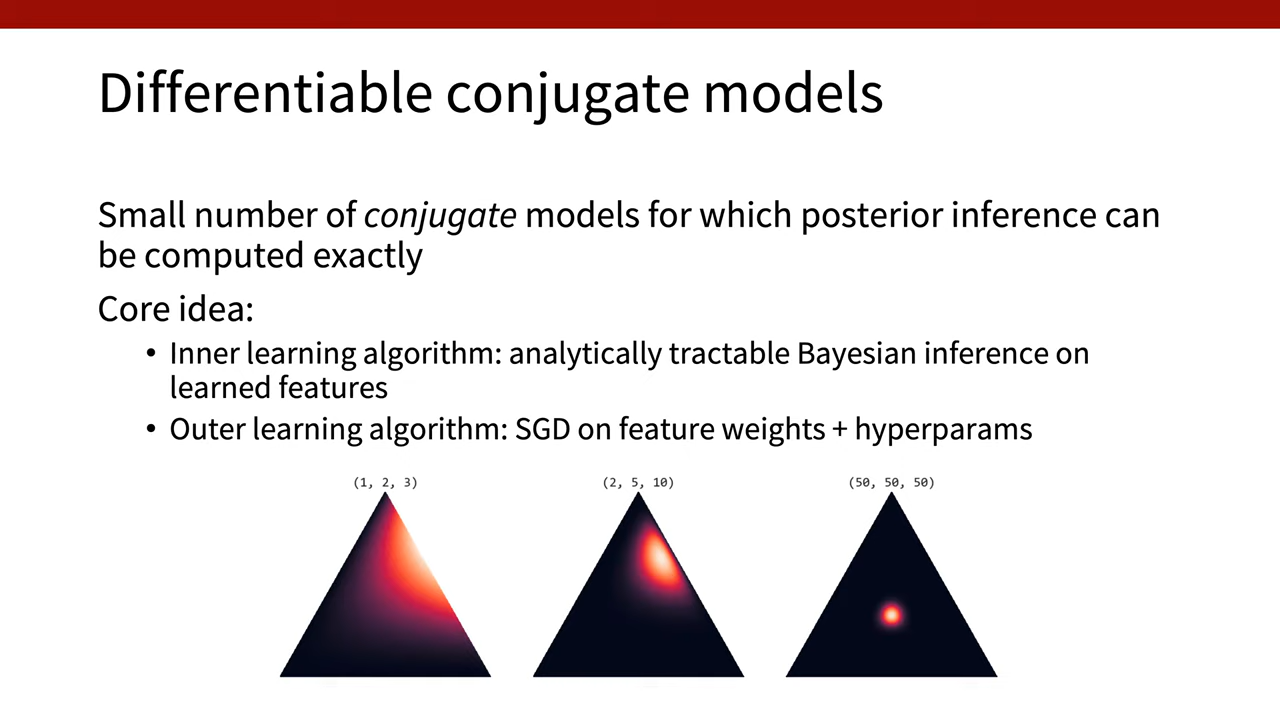 Differentiable conjugate models
Small number of conjugate models for which posterior inference can
be computed exactly
Core idea:
• Inner learning algorithm: analytically tractable Bayesian inference on
learned features
• Outer learning algorithm: SGD on feature weights + hyperparams
(1, 2, 3) (2, 5, 10) (50, 50, 50)